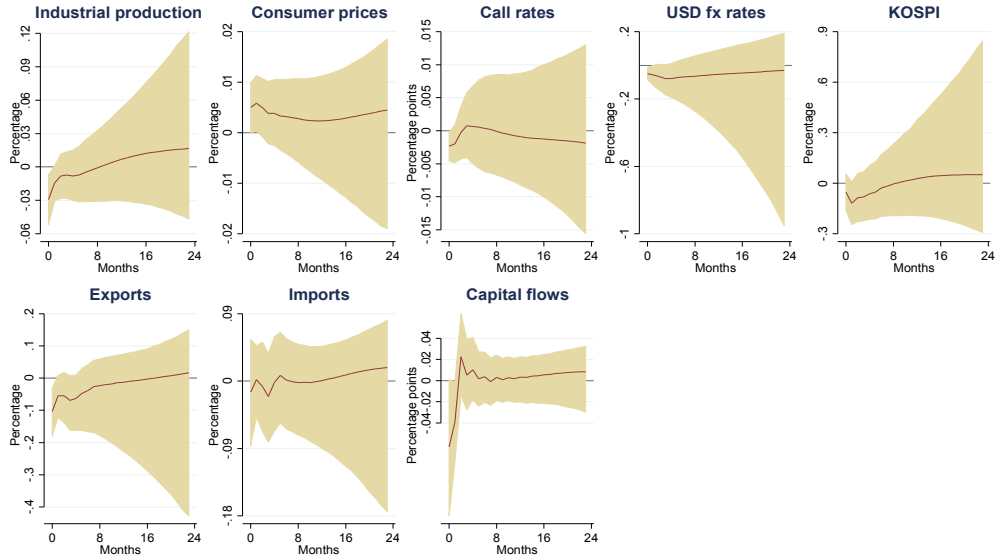 Industrial production
Percentage
.12
.09
.06
.03
0
-.03
-.06
0 8 16 24
Months
Consumer prices
Percentage
.02
.01
0
-.01
-.02
0 8 16 24
Months
Call rates
Percentage points
.015
.01
.005
0
-.005
-.01
-.015
0 8 16 24
Months
USD fx rates
Percentage
.2
-.2
-.6
-1
0 8 16 24
Months
KOSPI
Percentage
.9
.6
.3
0
-.3
0 8 16 24
Months
Exports
Percentage
.2
.1
0
-.1
-.2
-.3
-.4
0 8 16 24
Months
Imports
Percentage
.09
0
-.09
-.18
0 8 16 24
Months
Capital flows
Percentage points
.04
.02
0
-.02
-.04
0 8 16 24
Months